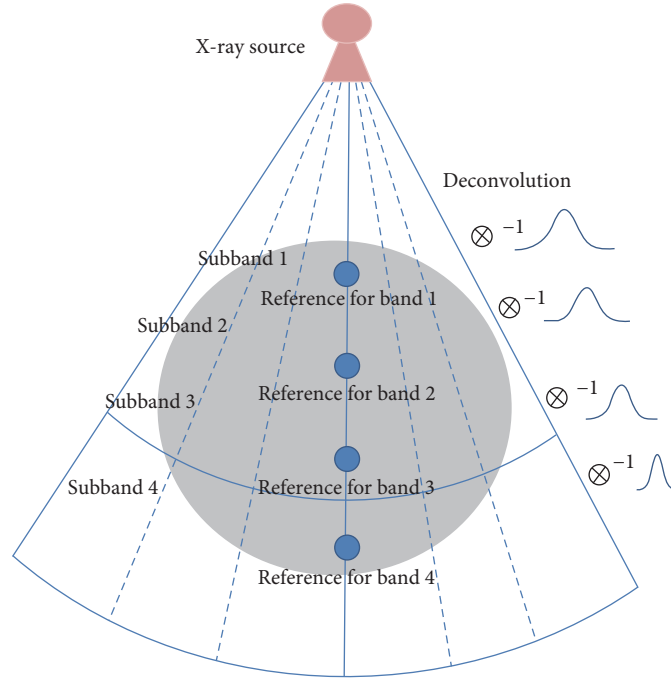 X-ray source
Deconvolution
⊗ −1
Subband 1
Reference for band 1
⊗ −1
Subband 2
Reference for band 2
⊗ −1
Subband 3
Reference for band 3
⊗ −1
Subband 4
Reference for band 4